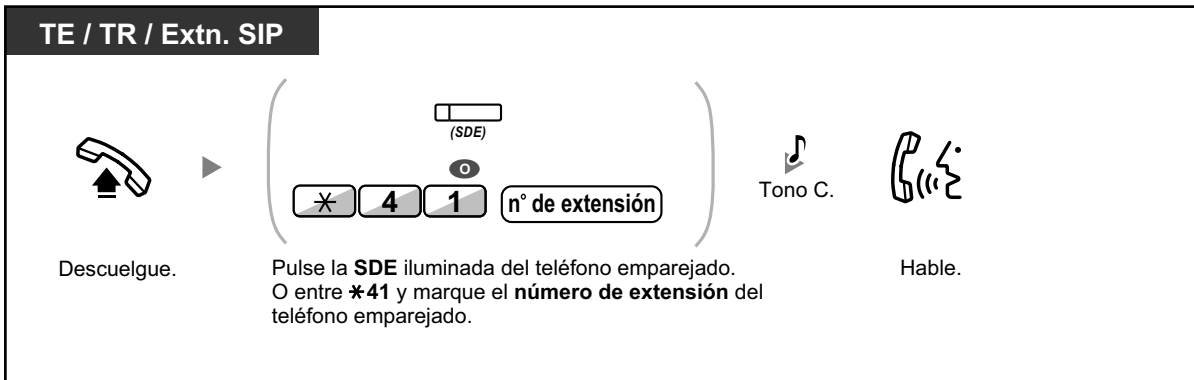 TE / TR / Extn. SIP
(SDE)
O
✳ 4 1 n° de extensión
Tono C.
Descuelgue.
Pulse la SDE iluminada del teléfono emparejado.
O entre ✳41 y marque el número de extensión del
teléfono emparejado.
Hable.